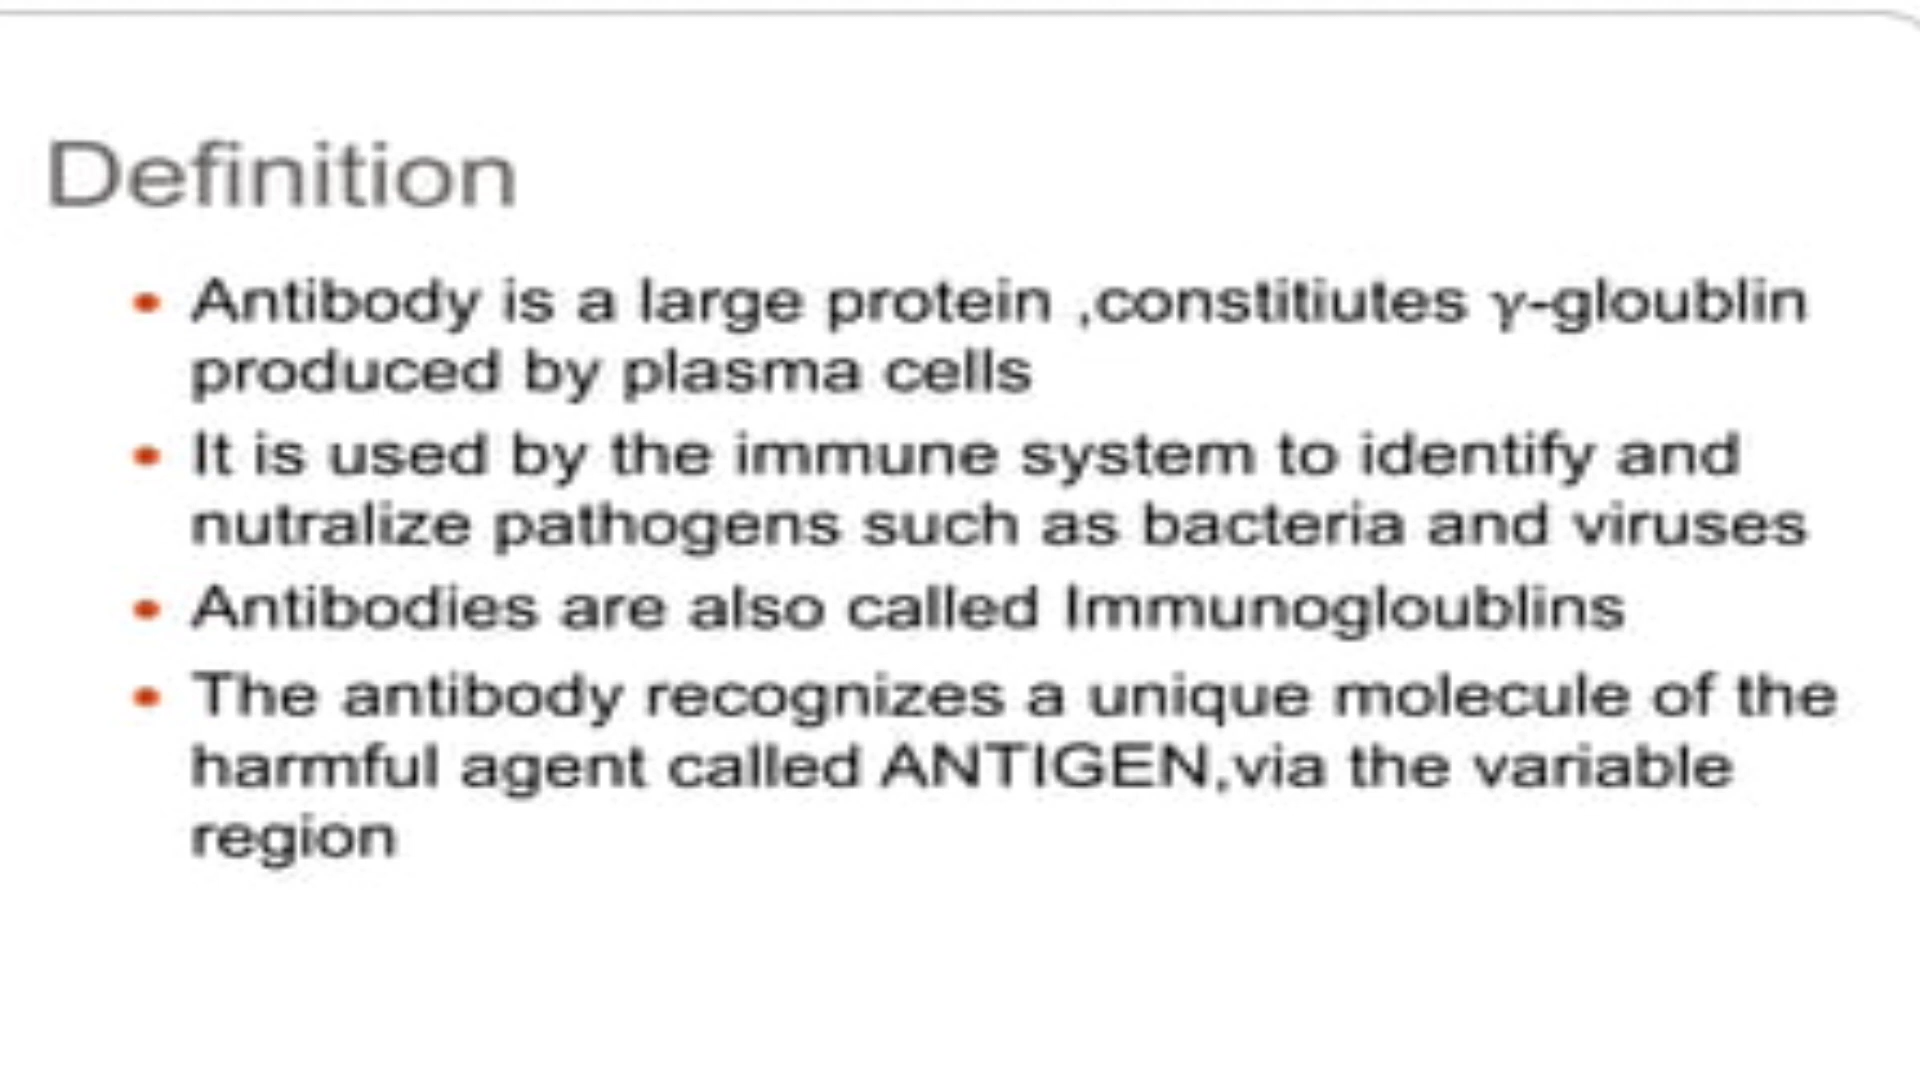 Definition
• Antibody is a large protein ,constitiutes γ-gloublin
produced by plasma cells
• It is used by the immune system to identify and
nutralize pathogens such as bacteria and viruses
• Antibodies are also called Immunogloublins
• The antibody recognizes a unique molecule of the
harmful agent called ANTIGEN,via the variable
region